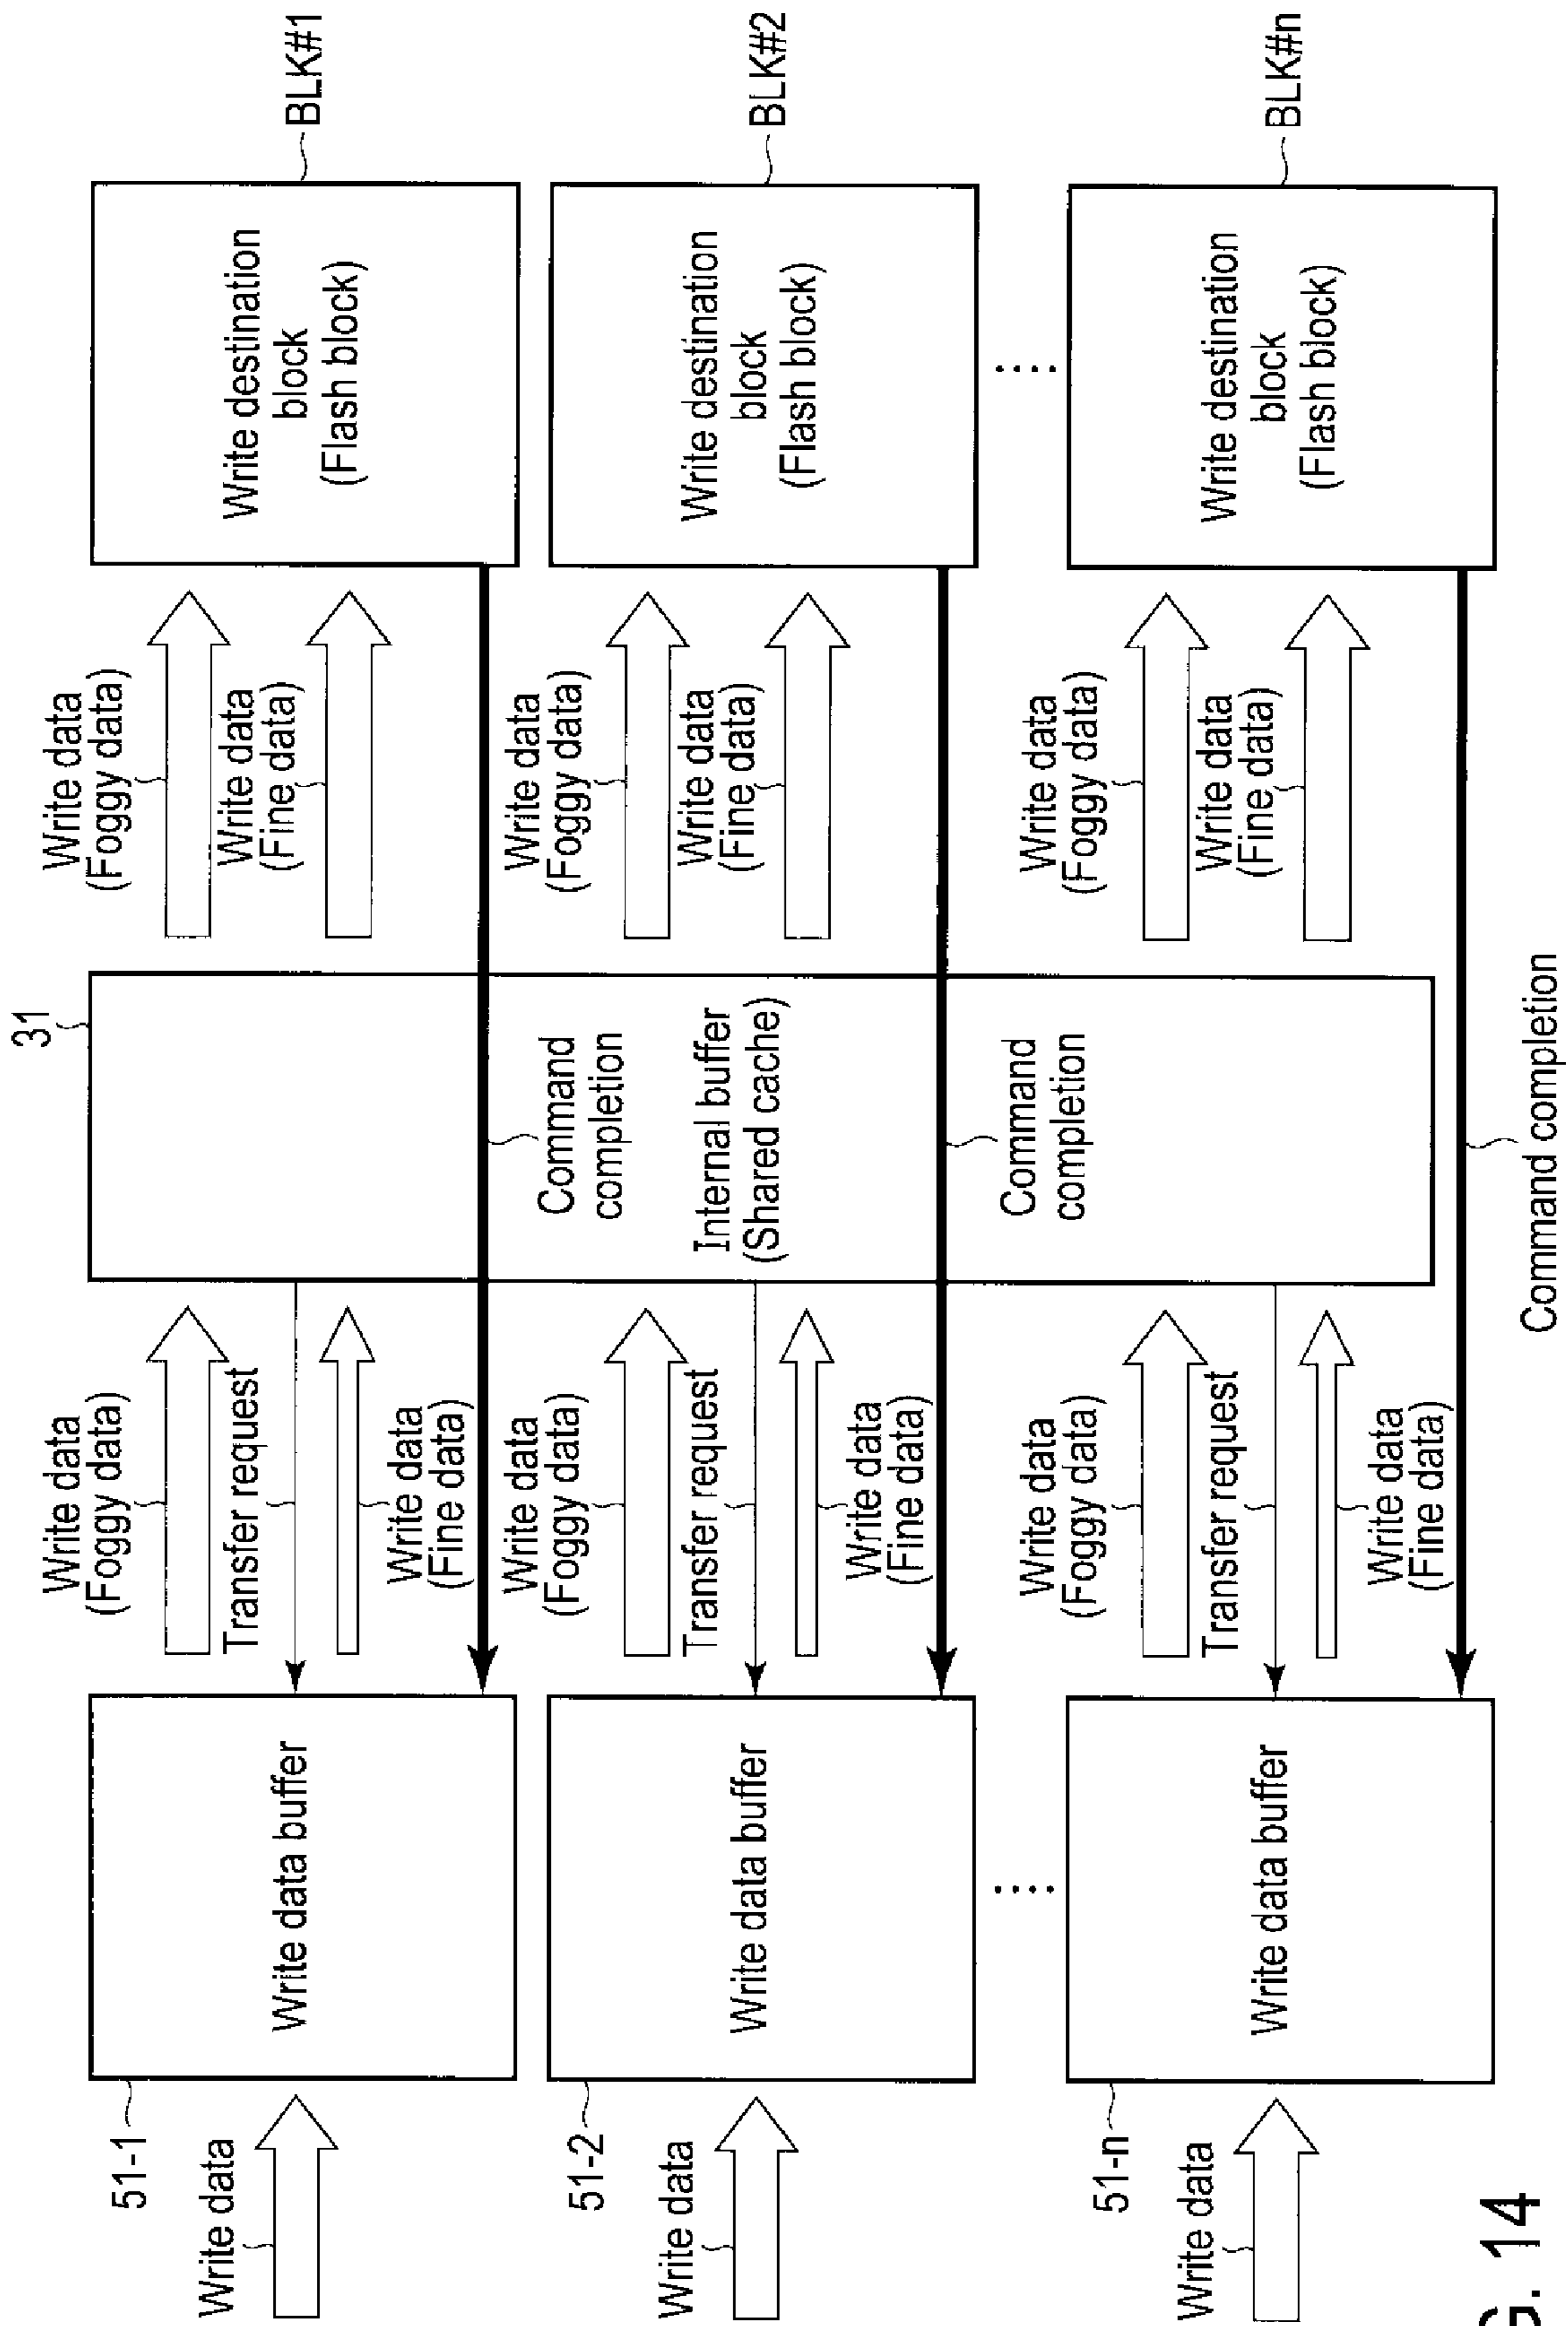 31
Write data
(Foggy data)
Write data
(Foggy data)
51-1
Write data
Write data buffer
Transfer request
Write data
(Fine data)
Write data
(Fine data)
Write destination
block
(Flash block)
BLK#1
Command
completion
Write data
(Foggy data)
Write data
(Foggy data)
51-2
Write data
Write data buffer
Transfer request
Write data
(Fine data)
Internal buffer
(Shared cache)
Write data
(Fine data)
Write destination
block
(Flash block)
BLK#2
Command
completion
Write data
(Foggy data)
Write data
(Foggy data)
51-n
Write data
Write data buffer
Transfer request
Write data
(Fine data)
Write data
(Fine data)
Write destination
block
(Flash block)
BLK#n
Command completion
G. 14